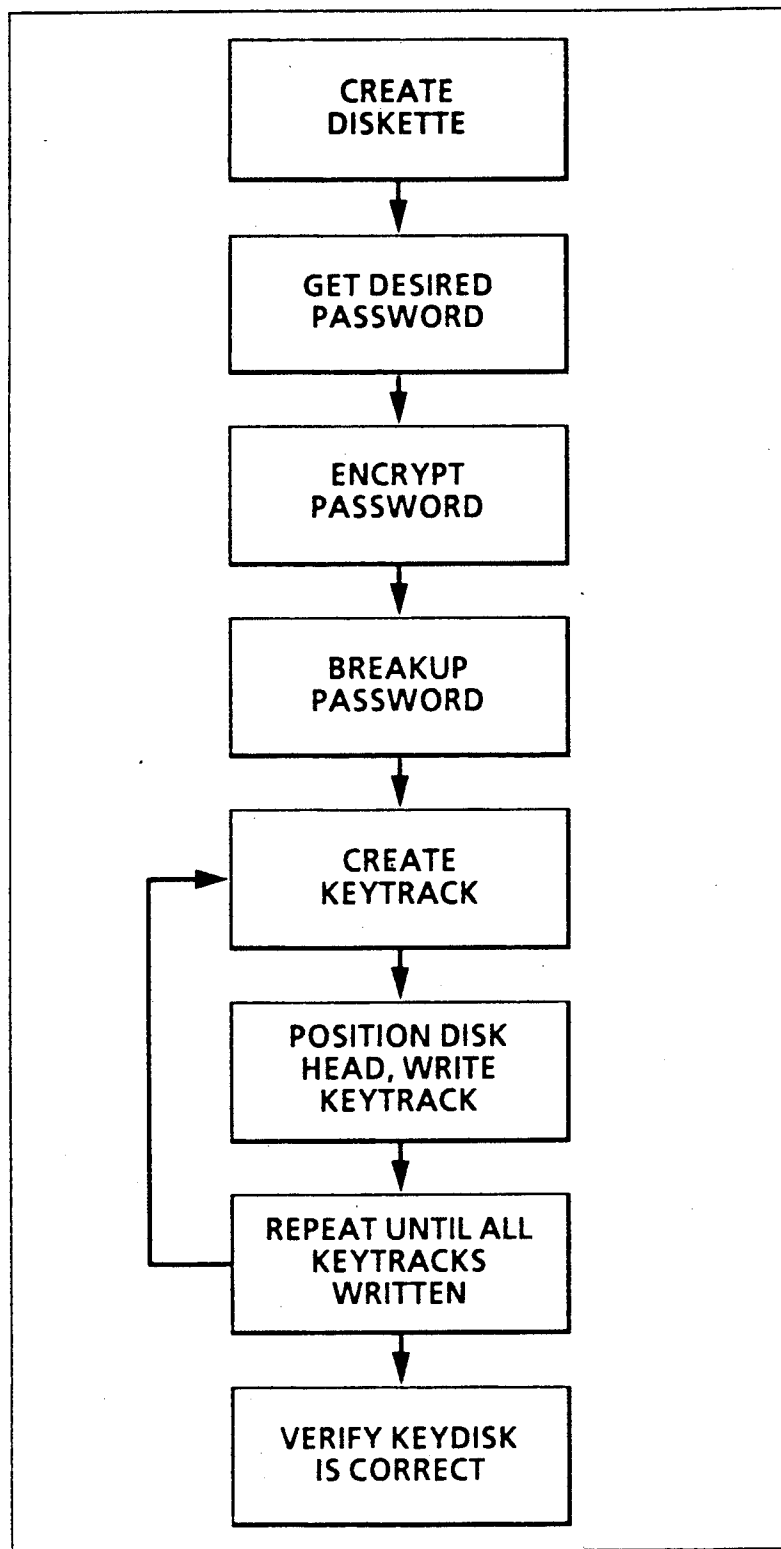 CREATE
DISKETTE
GET DESIRED
PASSWORD
ENCRYPT
PASSWORD
BREAKUP
PASSWORD
CREATE
KEYTRACK
POSITION DISK
HEAD, WRITE
KEYTRACK
REPEAT UNTIL ALL
KEYTRACKS
WRITTEN
VERIFY KEYDISK
IS CORRECT